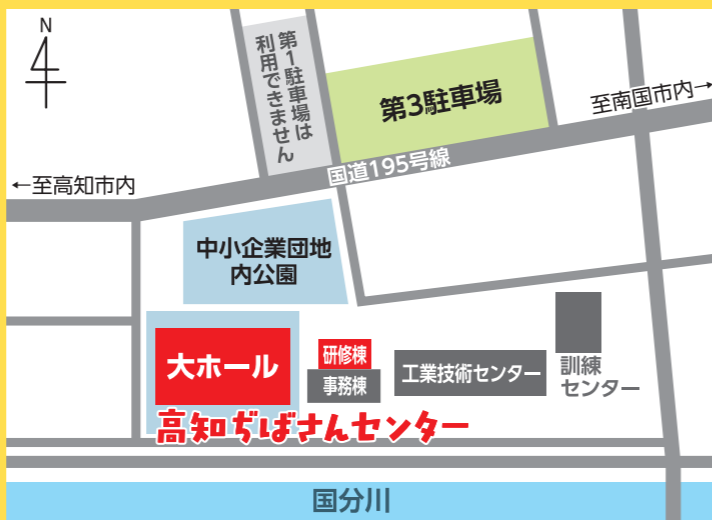 N
第1駐車場は
利用できません
第3駐車場
至南国市内→
国道195号線
←至高知市内
中小企業団地
内公園
大ホール
研修棟
事務棟
工業技術センター
訓練
センター
高知ぢばさんセンター
国分川